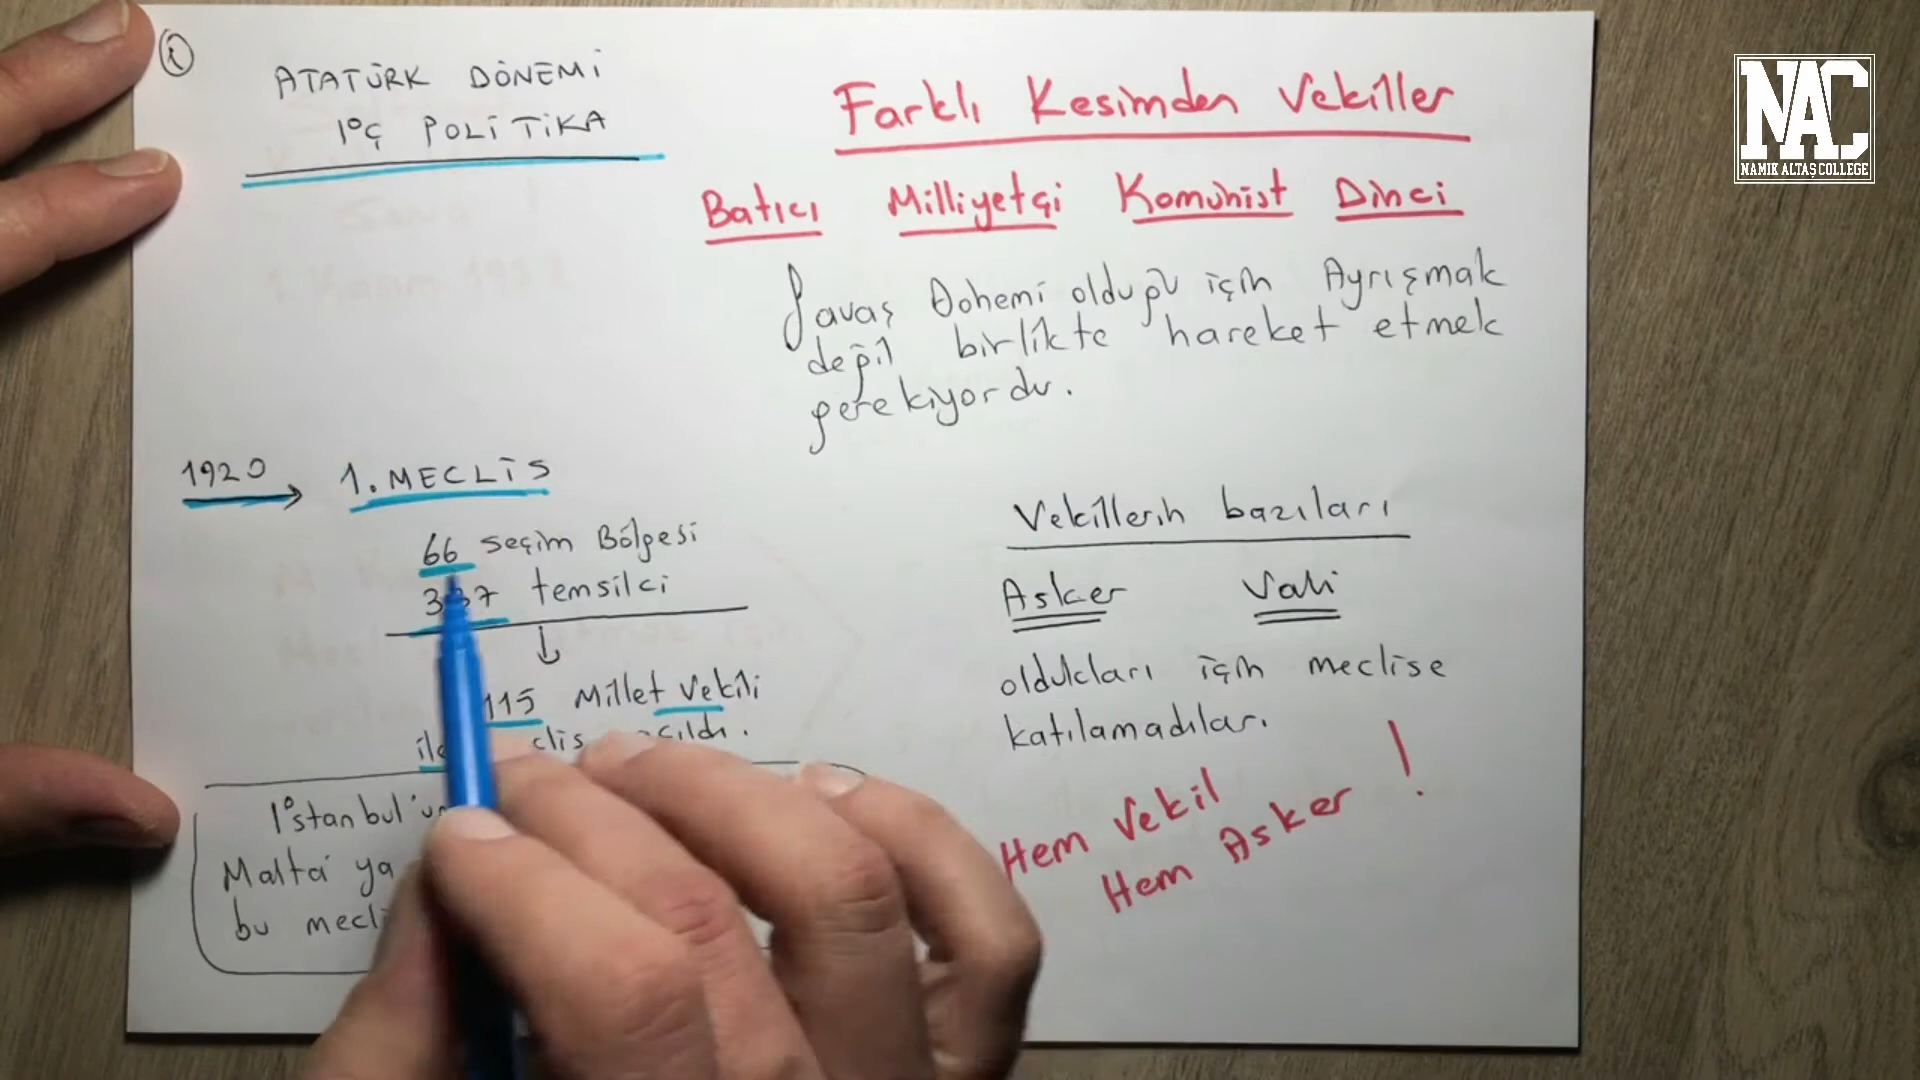 1
ATATÜRK DÖNEMİ
İÇ POLİTİKA
1920 → 1. MECLİS
66 seçim Bölgesi
337 temsilci
115 Millet Vekili
İstanbul'un
Malta'ya
bu
Farklı Kesimden Vekiller
Batıcı Milliyetçi Komünist Dinci
Savaş Dönemi olduğu için Ayrışmak
değil birlikte hareket etmek
gerekiyordu.
Vekillerin bazıları
Asker Vali
oldukları için meclise
katılamadılar.
Hem Vekil
Hem Asker !
NAC
NAMIK ALTAŞ COLLEGE